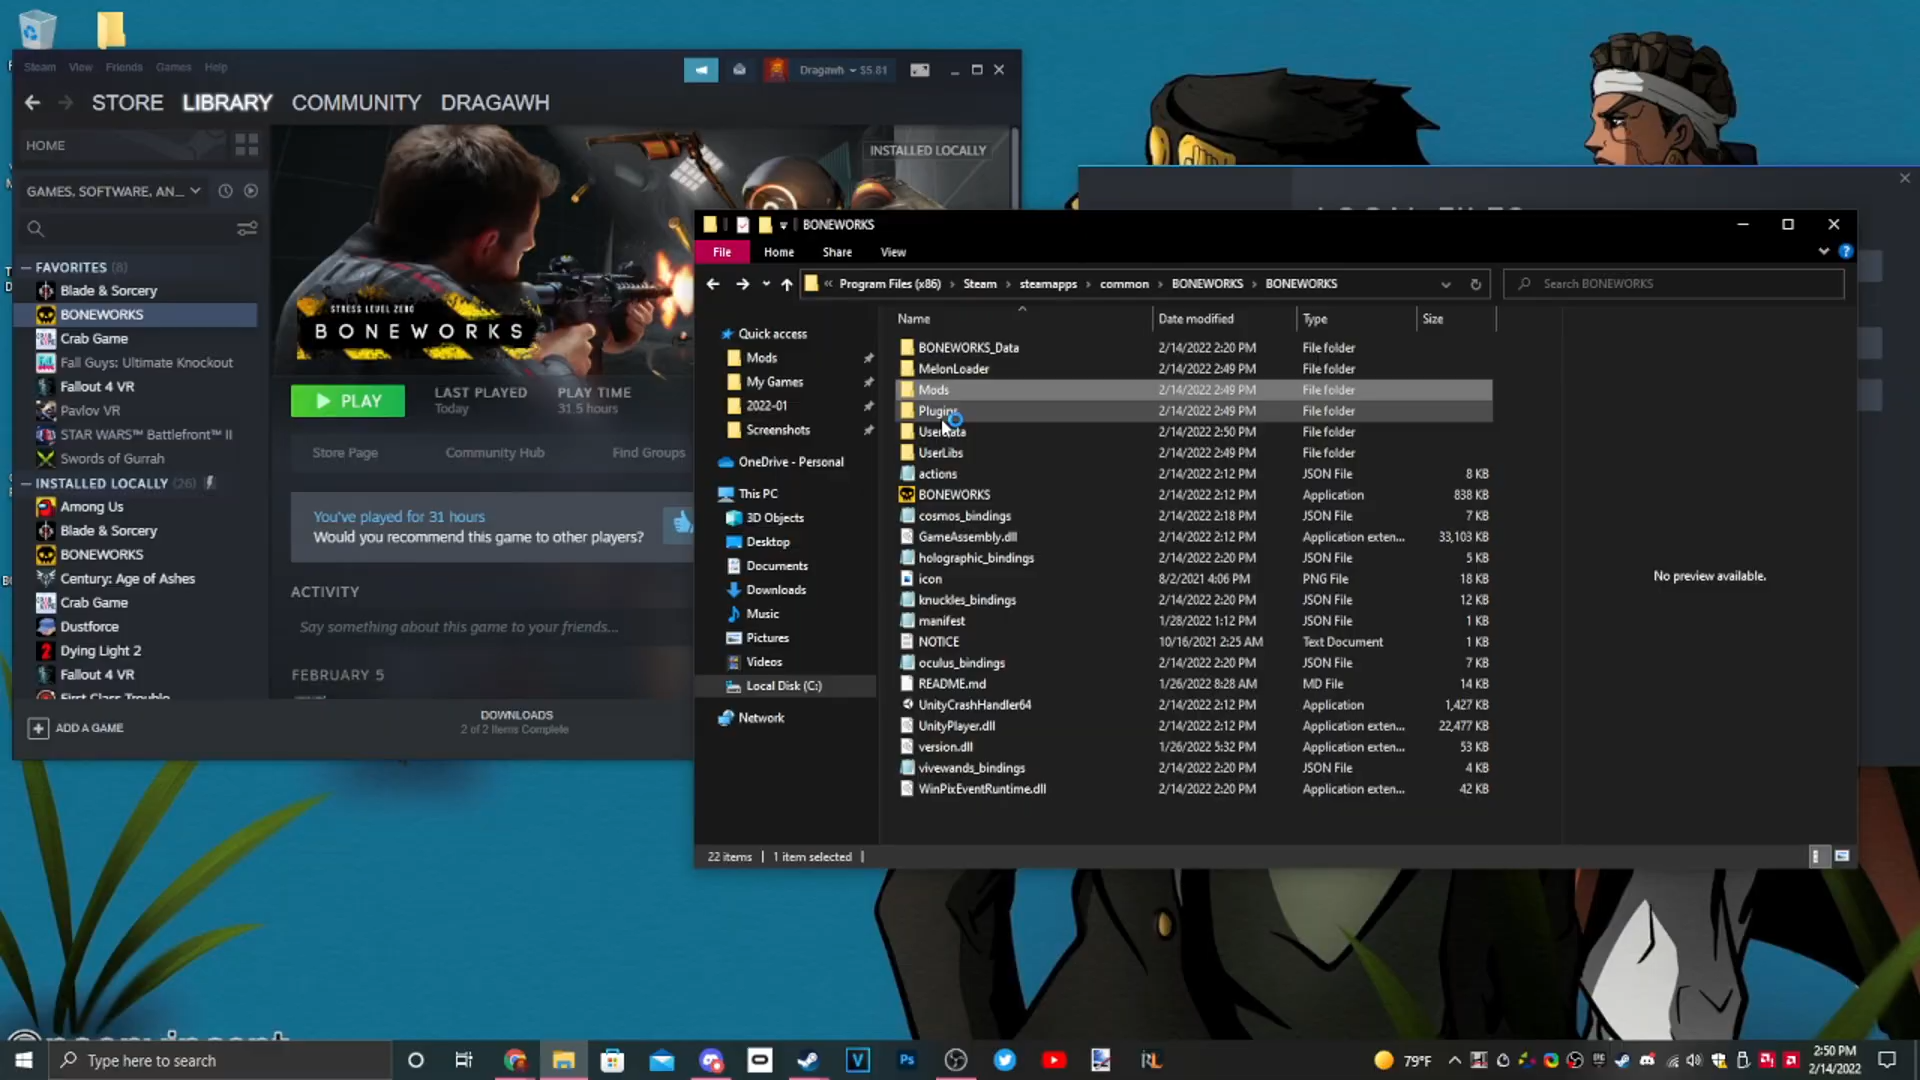 Steam View Friends Games Help
Dragawh $5.81
STORE LIBRARY COMMUNITY DRAGAWH
HOME
GAMES, SOFTWARE, AN...
INSTALLED LOCALLY
FAVORITES (8)
Blade & Sorcery
BONEWORKS
Crab Game
Fall Guys: Ultimate Knockout
Fallout 4 VR
Pavlov VR
STAR WARS™ Battlefront™ II
Swords of Gurrah
INSTALLED LOCALLY (26)
Among Us
Blade & Sorcery
BONEWORKS
Century: Age of Ashes
Crab Game
Dustforce
Dying Light 2
Fallout 4 VR
First Class Trouble
ADD A GAME
STRESS LEVEL ZERO
BONEWORKS
PLAY
LAST PLAYED
Today
PLAY TIME
31.5 hours
Store Page Community Hub Find Groups
You've played for 31 hours
Would you recommend this game to other players?
ACTIVITY
Say something about this game to your friends...
FEBRUARY 5
DOWNLOADS
2 of 2 Items Complete
LOCAL FILES
BONEWORKS
File Home Share View
Program Files (x86) Steam steamapps common BONEWORKS BONEWORKS
Search BONEWORKS
Quick access
Mods
My Games
2022-01
Screenshots
OneDrive - Personal
This PC
3D Objects
Desktop
Documents
Downloads
Music
Pictures
Videos
Local Disk (C:)
Network
Name Date modified Type Size
BONEWORKS_Data 2/14/2022 2:20 PM File folder
MelonLoader 2/14/2022 2:49 PM File folder
Mods 2/14/2022 2:49 PM File folder
Plugins 2/14/2022 2:49 PM File folder
UserData 2/14/2022 2:50 PM File folder
UserLibs 2/14/2022 2:49 PM File folder
actions 2/14/2022 2:12 PM JSON File 8 KB
BONEWORKS 2/14/2022 2:12 PM Application 838 KB
cosmos_bindings 2/14/2022 2:18 PM JSON File 7 KB
GameAssembly.dll 2/14/2022 2:12 PM Application exten... 33,103 KB
holographic_bindings 2/14/2022 2:20 PM JSON File 5 KB
icon 8/2/2021 4:06 PM PNG File 18 KB
knuckles_bindings 2/14/2022 2:20 PM JSON File 12 KB
manifest 1/28/2022 1:12 PM JSON File 1 KB
NOTICE 10/16/2021 2:25 AM Text Document 1 KB
oculus_bindings 2/14/2022 2:20 PM JSON File 7 KB
README.md 1/26/2022 8:28 AM MD File 14 KB
UnityCrashHandler64 2/14/2022 2:12 PM Application 1,427 KB
UnityPlayer.dll 2/14/2022 2:12 PM Application exten... 22,477 KB
version.dll 1/26/2022 5:32 PM Application exten... 53 KB
vivewands_bindings 2/14/2022 2:20 PM JSON File 4 KB
WinPixEventRuntime.dll 2/14/2022 2:20 PM Application exten... 42 KB
No preview available.
22 items 1 item selected
Type here to search
79°F
2:50 PM
2/14/2022